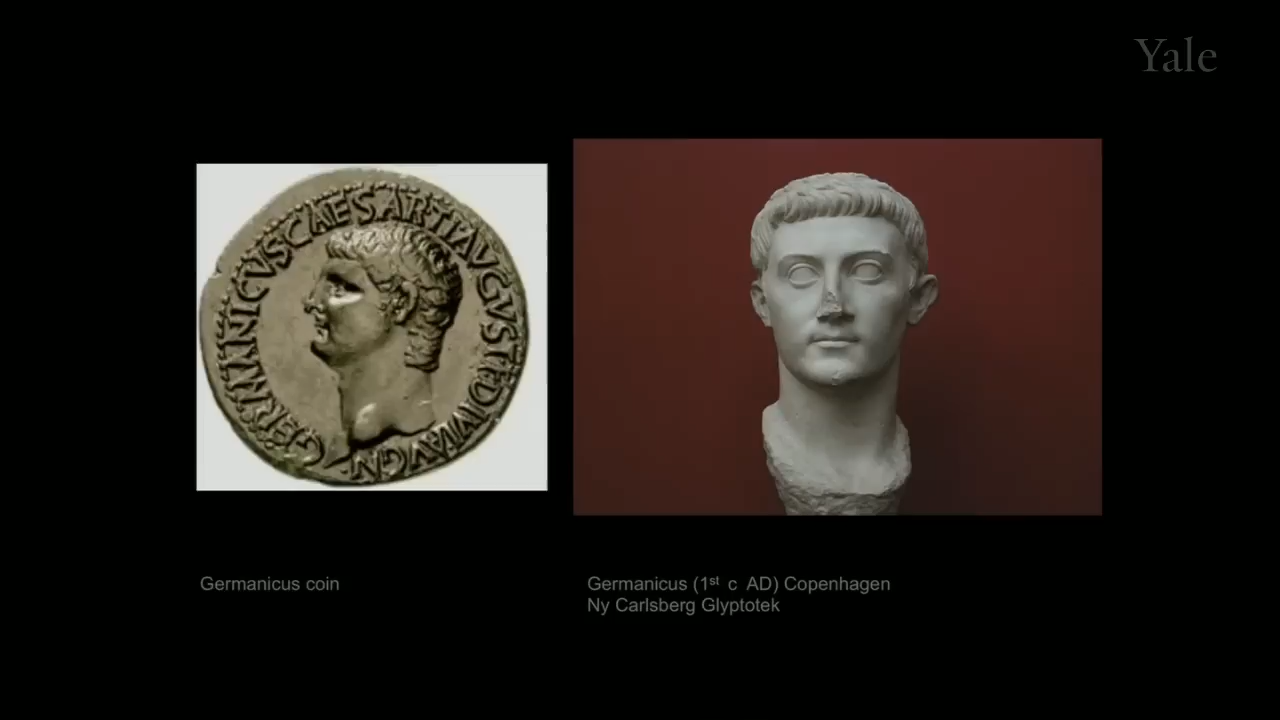 Yale
GERMANICVS CAESAR TI AVGVST F DIVI AVG N
Germanicus coin
Germanicus (1st c AD) Copenhagen
Ny Carlsberg Glyptotek